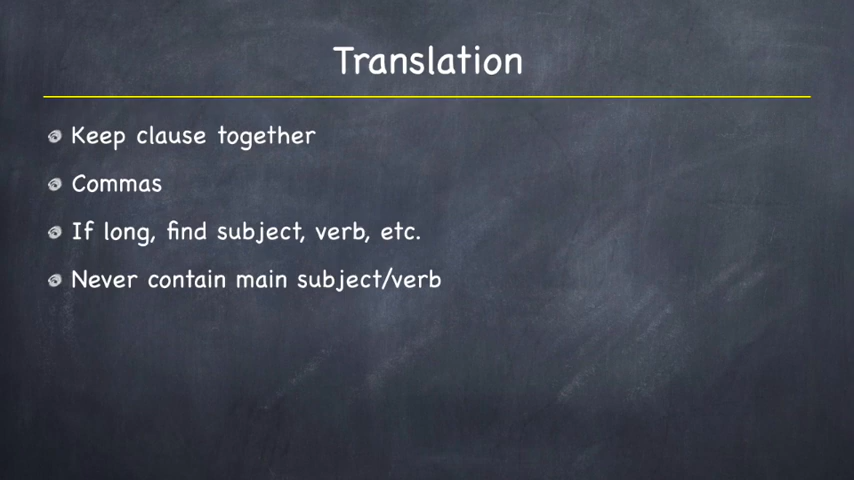 Translation
Keep clause together
Commas
If long, find subject, verb, etc.
Never contain main subject/verb